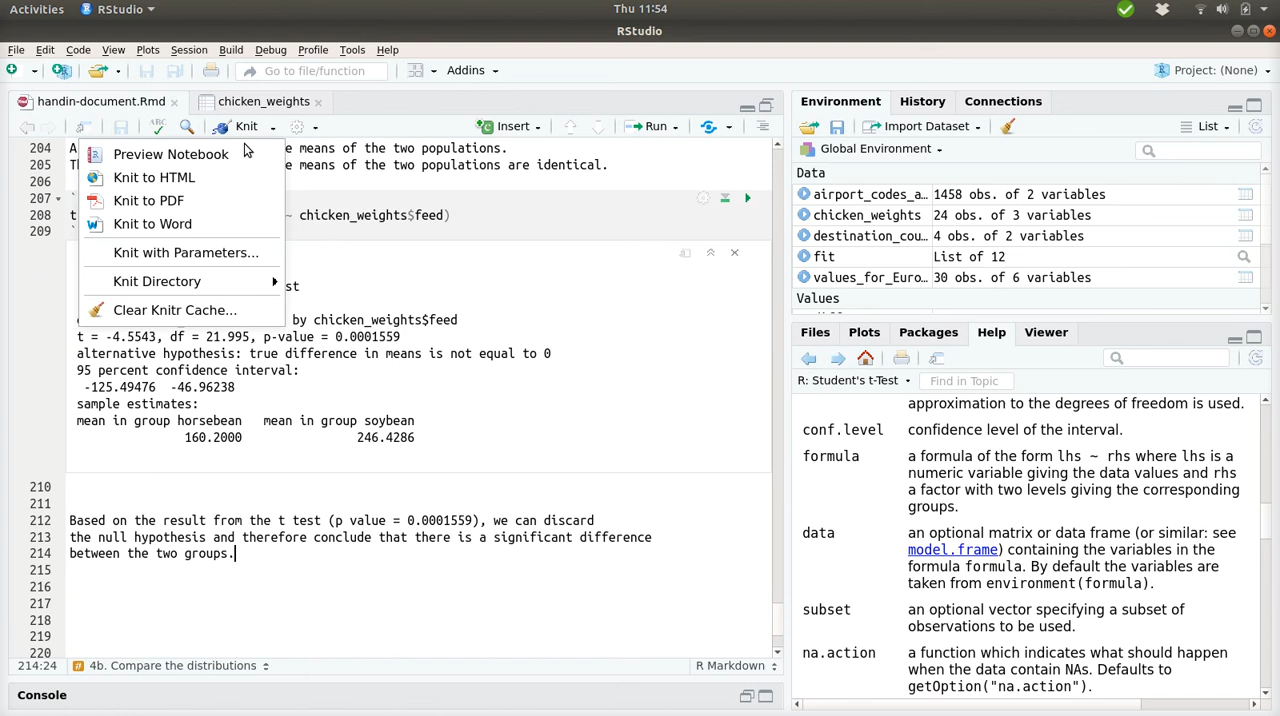 Activities RStudio Thu 11:54
RStudio
File Edit Code View Plots Session Build Debug Profile Tools Help
Go to file/function Addins Project: (None)
handin-document.Rmd chicken_weights
ABC Knit Insert Run
204 A e means of the two populations.
205 T e means of the two populations are identical.
206
207
208 t ~ chicken_weights$feed)
209
Preview Notebook
Knit to HTML
Knit to PDF
Knit to Word
Knit with Parameters...
Knit Directory
Clear Knitr Cache...
st
by chicken_weights$feed
t = -4.5543, df = 21.995, p-value = 0.0001559
alternative hypothesis: true difference in means is not equal to 0
95 percent confidence interval:
-125.49476 -46.96238
sample estimates:
mean in group horsebean mean in group soybean
160.2000 246.4286
210
211
212 Based on the result from the t test (p value = 0.0001559), we can discard
213 the null hypothesis and therefore conclude that there is a significant difference
214 between the two groups.
215
216
217
218
219
220
214:24 4b. Compare the distributions R Markdown
Console
Environment History Connections
Import Dataset List
Global Environment
Data
airport_codes_a… 1458 obs. of 2 variables
chicken_weights 24 obs. of 3 variables
destination_cou… 4 obs. of 2 variables
fit List of 12
values_for_Euro… 30 obs. of 6 variables
Values
Files Plots Packages Help Viewer
R: Student's t-Test Find in Topic
approximation to the degrees of freedom is used.
conf.level confidence level of the interval.
formula a formula of the form lhs ~ rhs where lhs is a
numeric variable giving the data values and rhs
a factor with two levels giving the corresponding
groups.
data an optional matrix or data frame (or similar: see
model.frame) containing the variables in the
formula formula. By default the variables are
taken from environment(formula).
subset an optional vector specifying a subset of
observations to be used.
na.action a function which indicates what should happen
when the data contain NAs. Defaults to
getOption("na.action").